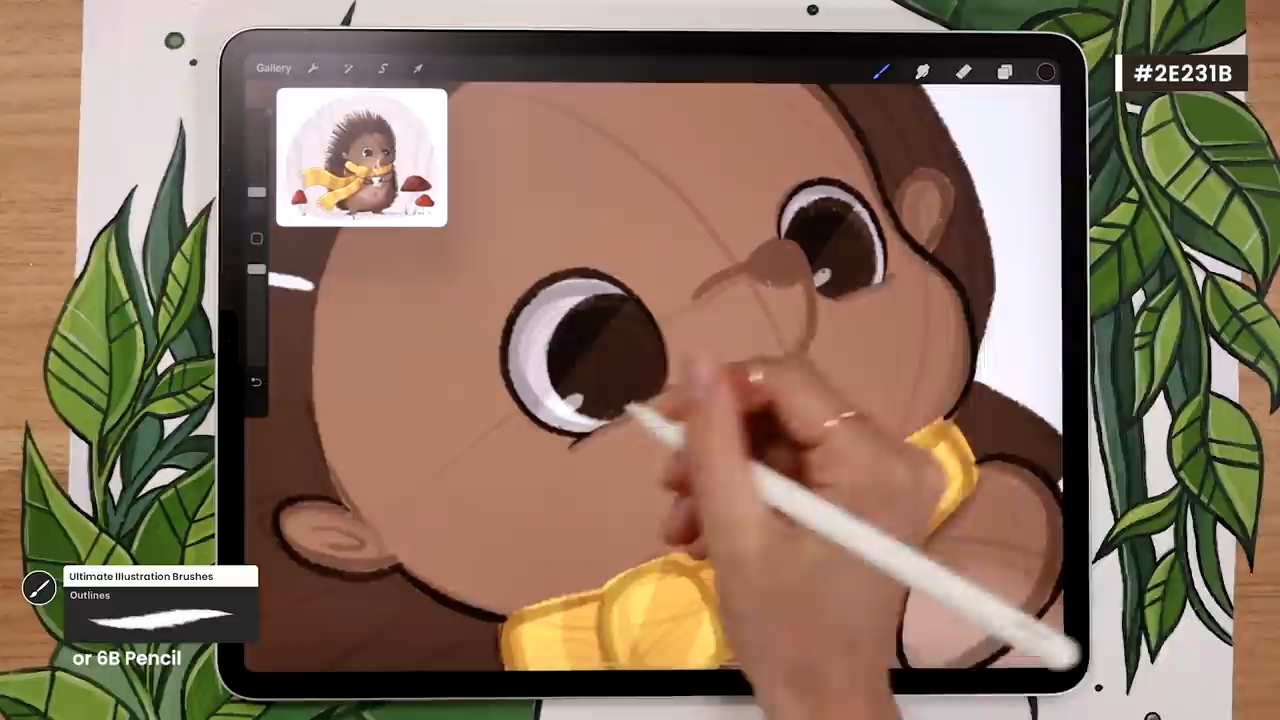 Gallery
#2E231B
Ultimate Illustration Brushes
Outlines
or 6B Pencil